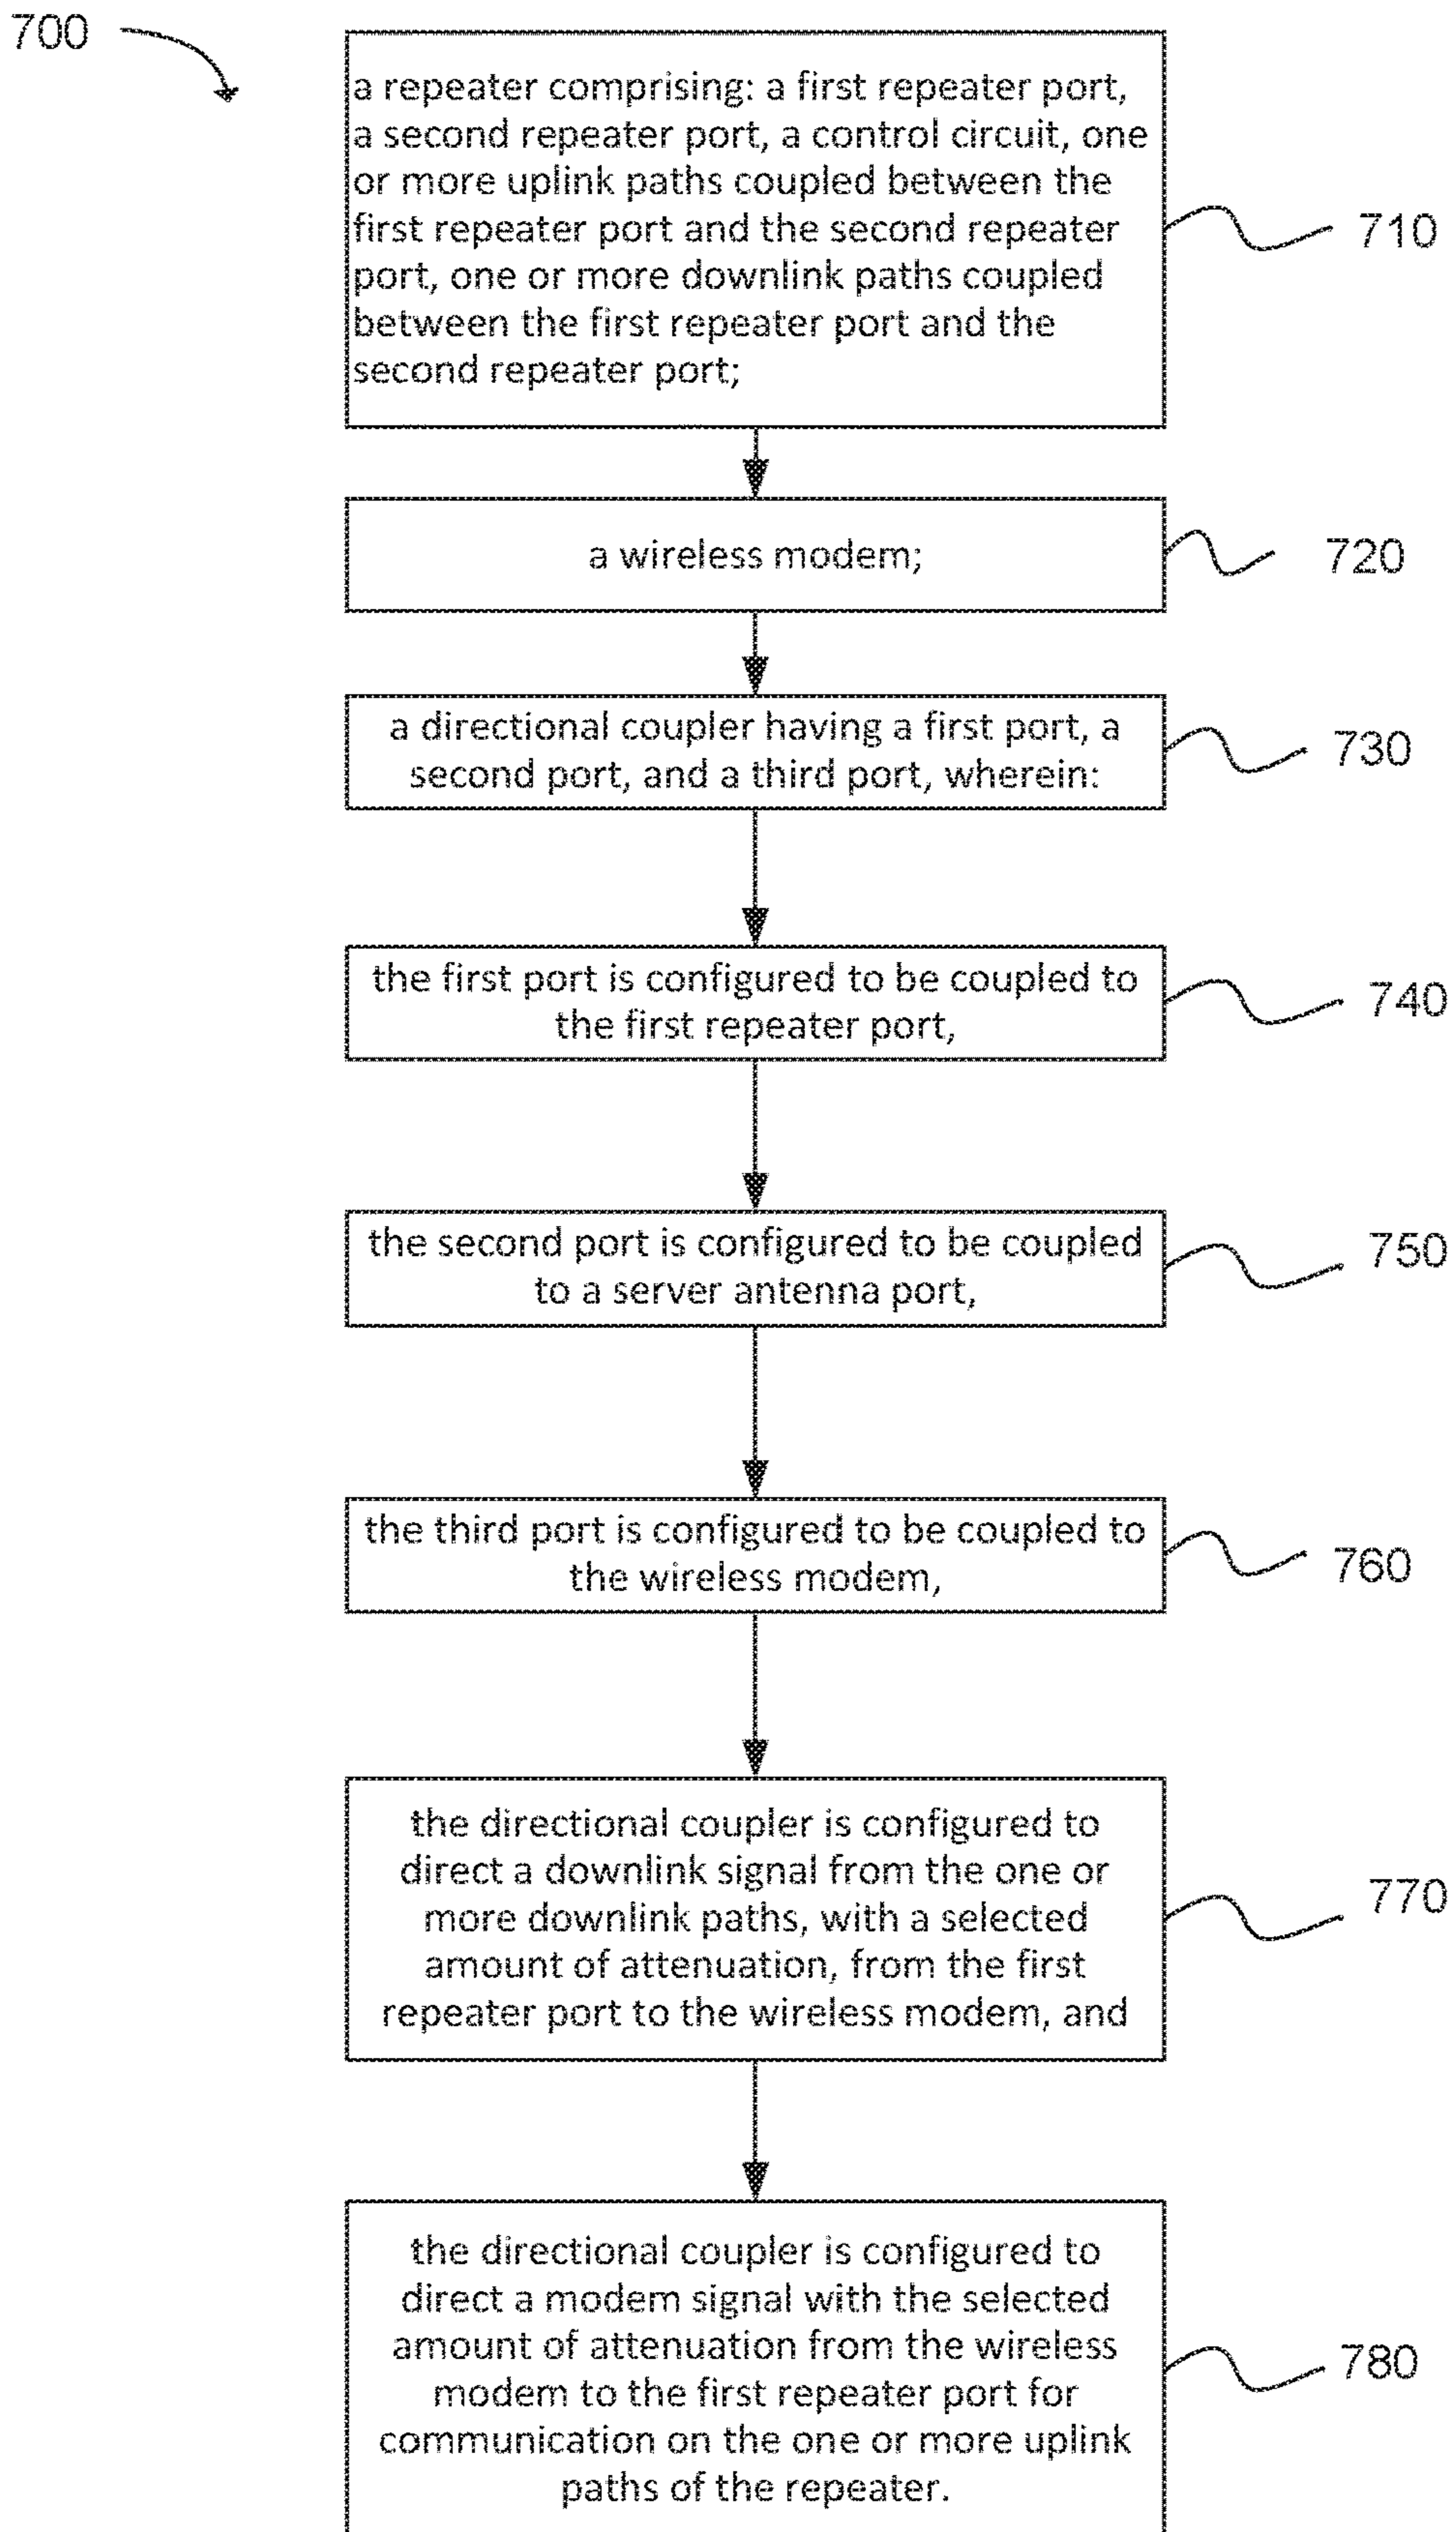 700
a repeater comprising: a first repeater port,
a second repeater port, a control circuit, one
or more uplink paths coupled between the
first repeater port and the second repeater
port, one or more downlink paths coupled
between the first repeater port and the
second repeater port;
710
a wireless modem;
720
a directional coupler having a first port, a
second port, and a third port, wherein:
730
the first port is configured to be coupled to
the first repeater port,
740
the second port is configured to be coupled
to a server antenna port,
750
the third port is configured to be coupled to
the wireless modem,
760
the directional coupler is configured to
direct a downlink signal from the one or
more downlink paths, with a selected
amount of attenuation, from the first
repeater port to the wireless modem, and
770
the directional coupler is configured to
direct a modem signal with the selected
amount of attenuation from the wireless
modem to the first repeater port for
communication on the one or more uplink
paths of the repeater.
780